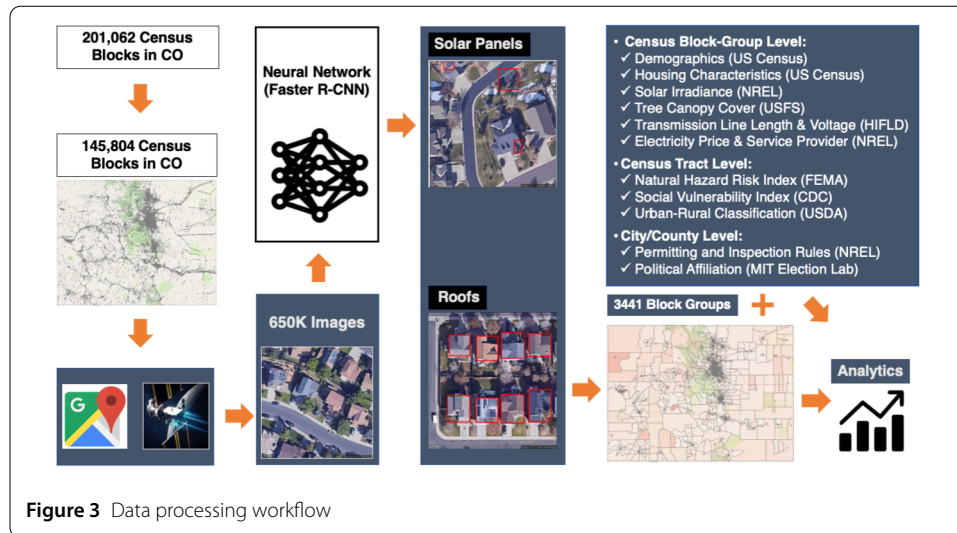 201,062 Census
Blocks in CO
145,804 Census
Blocks in CO
G
650K Images
Neural Network
(Faster R-CNN)
Solar Panels
Roofs
• Census Block-Group Level:
✓ Demographics (US Census)
✓ Housing Characteristics (US Census)
✓ Solar Irradiance (NREL)
✓ Tree Canopy Cover (USFS)
✓ Transmission Line Length & Voltage (HIFLD)
✓ Electricity Price & Service Provider (NREL)
• Census Tract Level:
✓ Natural Hazard Risk Index (FEMA)
✓ Social Vulnerability Index (CDC)
✓ Urban-Rural Classification (USDA)
• City/County Level:
✓ Permitting and Inspection Rules (NREL)
✓ Political Affiliation (MIT Election Lab)
3441 Block Groups
Analytics
Figure 3 Data processing workflow